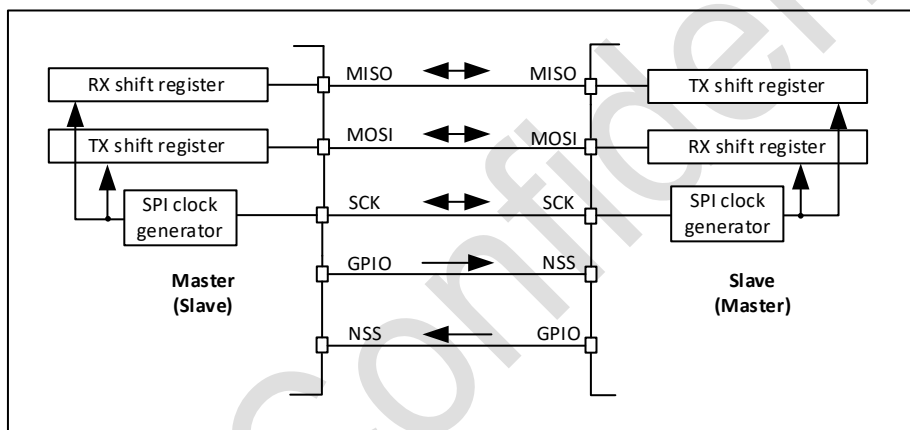 RX shift register
TX shift register
SPI clock
generator
Master
(Slave)
MISO
MISO
MOSI
MOSI
SCK
SCK
GPIO
NSS
NSS
GPIO
TX shift register
RX shift register
SPI clock
generator
Slave
(Master)
Confidential